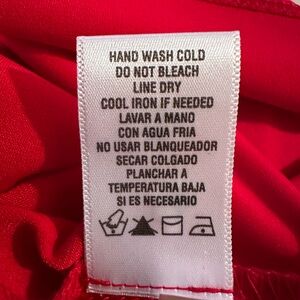 HAND WASH COLD
DO NOT BLEACH
LINE DRY
COOL IRON IF NEEDED
LAVAR A MANO
CON AGUA FRIA
NO USAR BLANQUEADOR
SECAR COLGADO
PLANCHAR A
TEMPERATURA BAJA
SI ES NECESARIO